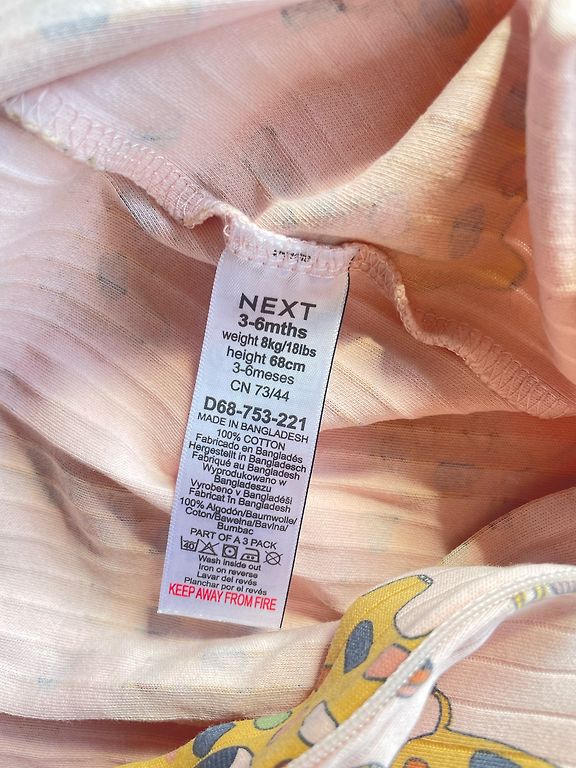 NEXT
3-6mths
weight 8kg/18lbs
height 68cm
3-6meses
CN 73/44
D68-753-221
MADE IN BANGLADESH
100% COTTON
Fabricado en Bangladés
Hergestellt in Bangladesch
Fabriqué au Bangladesh
Wyprodukowano w
Bangladeszu
Vyrobeno v Bangladéši
Fabricat în Bangladesh
100% Algodón/Baumwolle/
Coton/Bawełna/Bavlna/
Bumbac
PART OF A 3 PACK
40
Wash inside out
Iron on reverse
Lavar del revés
Planchar por el revés
KEEP AWAY FROM FIRE